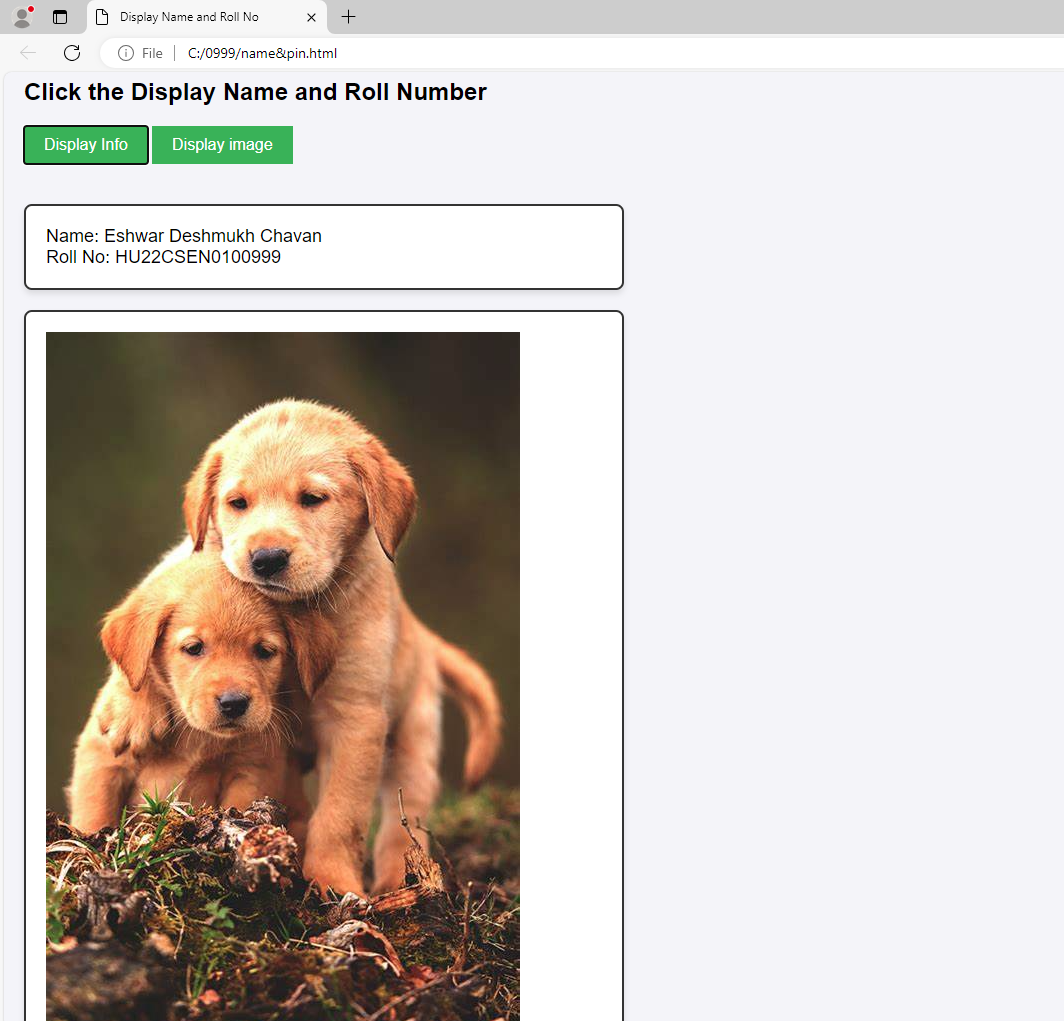 Display Name and Roll No
File
C:/0999/name&pin.html
Click the Display Name and Roll Number
Display Info
Display image
Name: Eshwar Deshmukh Chavan
Roll No: HU22CSEN0100999